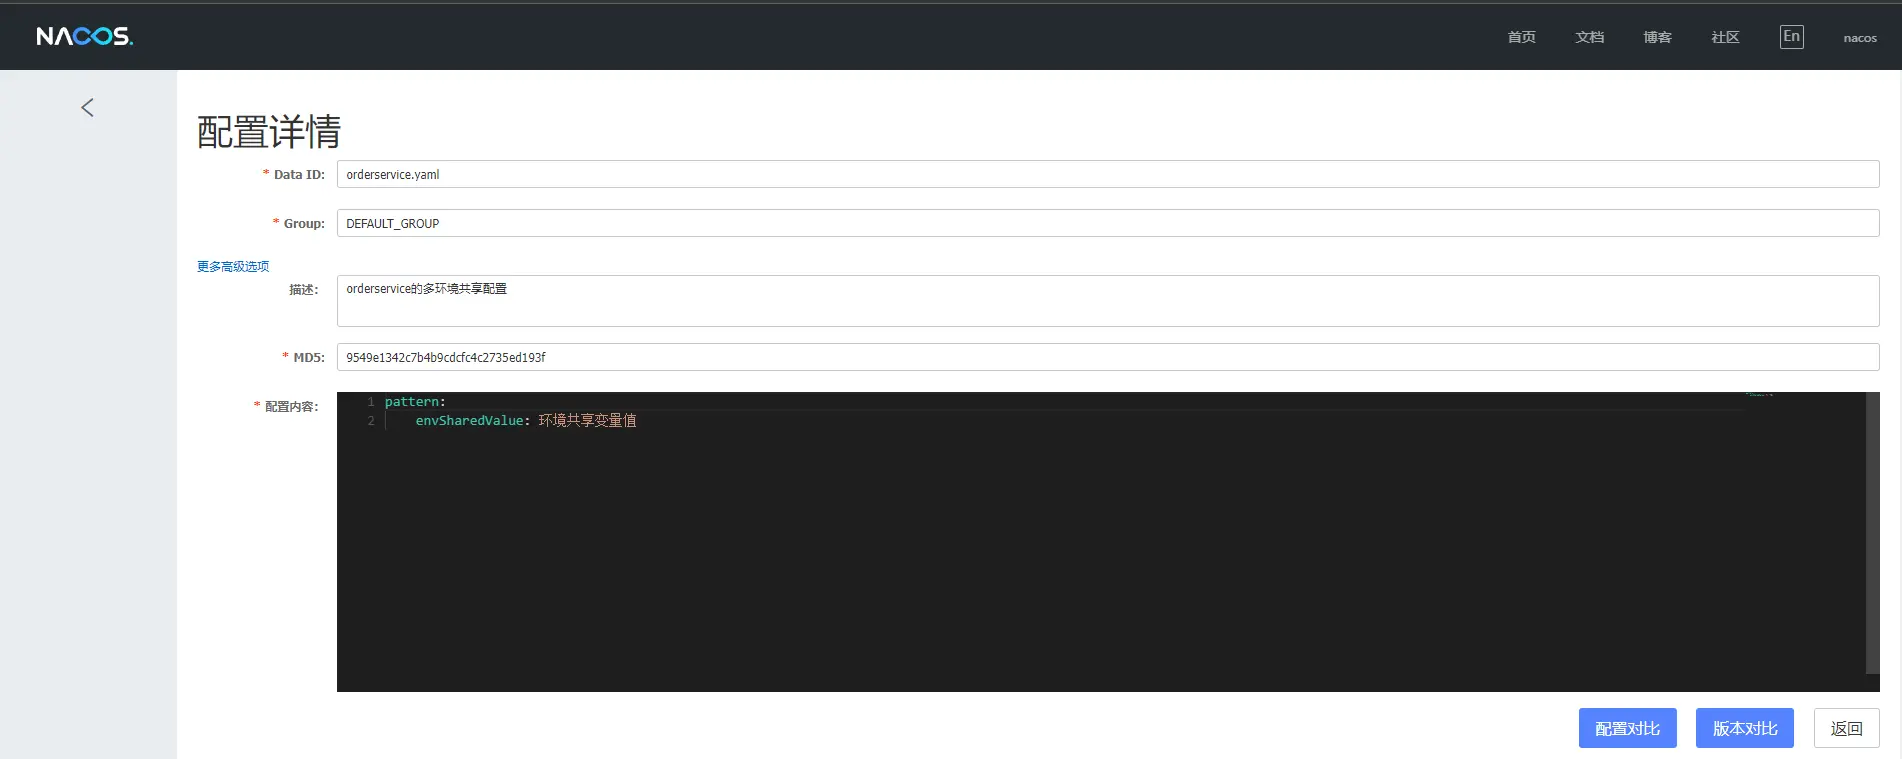 NACOS.
首页 文档 博客 社区 En nacos
配置详情
* Data ID: orderservice.yaml
* Group: DEFAULT_GROUP
更多高级选项
描述: orderservice的多环境共享配置
* MD5: 9549e1342c7b4b9cdcfc4c2735ed193f
* 配置内容: 1 pattern:
2 envSharedValue: 环境共享变量值
配置对比 版本对比 返回